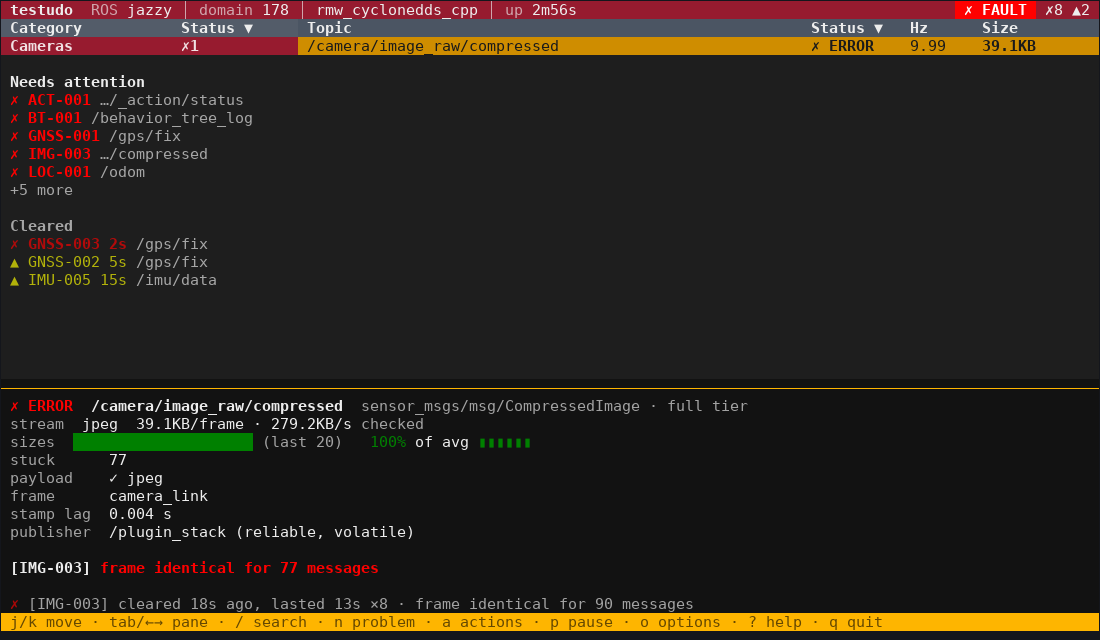 testudo ROS jazzy │ domain 178 │ rmw_cyclonedds_cpp │ up 2m56s ✗ FAULT ✗8 ▲2
Category Status ▼ Topic Status ▼ Hz Size
Cameras ✗1 /camera/image_raw/compressed ✗ ERROR 9.99 39.1KB
Needs attention
✗ ACT-001 …/_action/status
✗ BT-001 /behavior_tree_log
✗ GNSS-001 /gps/fix
✗ IMG-003 …/compressed
✗ LOC-001 /odom
+5 more
Cleared
✗ GNSS-003 2s /gps/fix
▲ GNSS-002 5s /gps/fix
▲ IMU-005 15s /imu/data
✗ ERROR /camera/image_raw/compressed sensor_msgs/msg/CompressedImage · full tier
stream jpeg 39.1KB/frame · 279.2KB/s checked
sizes (last 20) 100% of avg ▮▮▮▮▮▮
stuck 77
payload ✓ jpeg
frame camera_link
stamp lag 0.004 s
publisher /plugin_stack (reliable, volatile)
[IMG-003] frame identical for 77 messages
✗ [IMG-003] cleared 18s ago, lasted 13s ×8 · frame identical for 90 messages
j/k move · tab/←→ pane · / search · n problem · a actions · p pause · o options · ? help · q quit